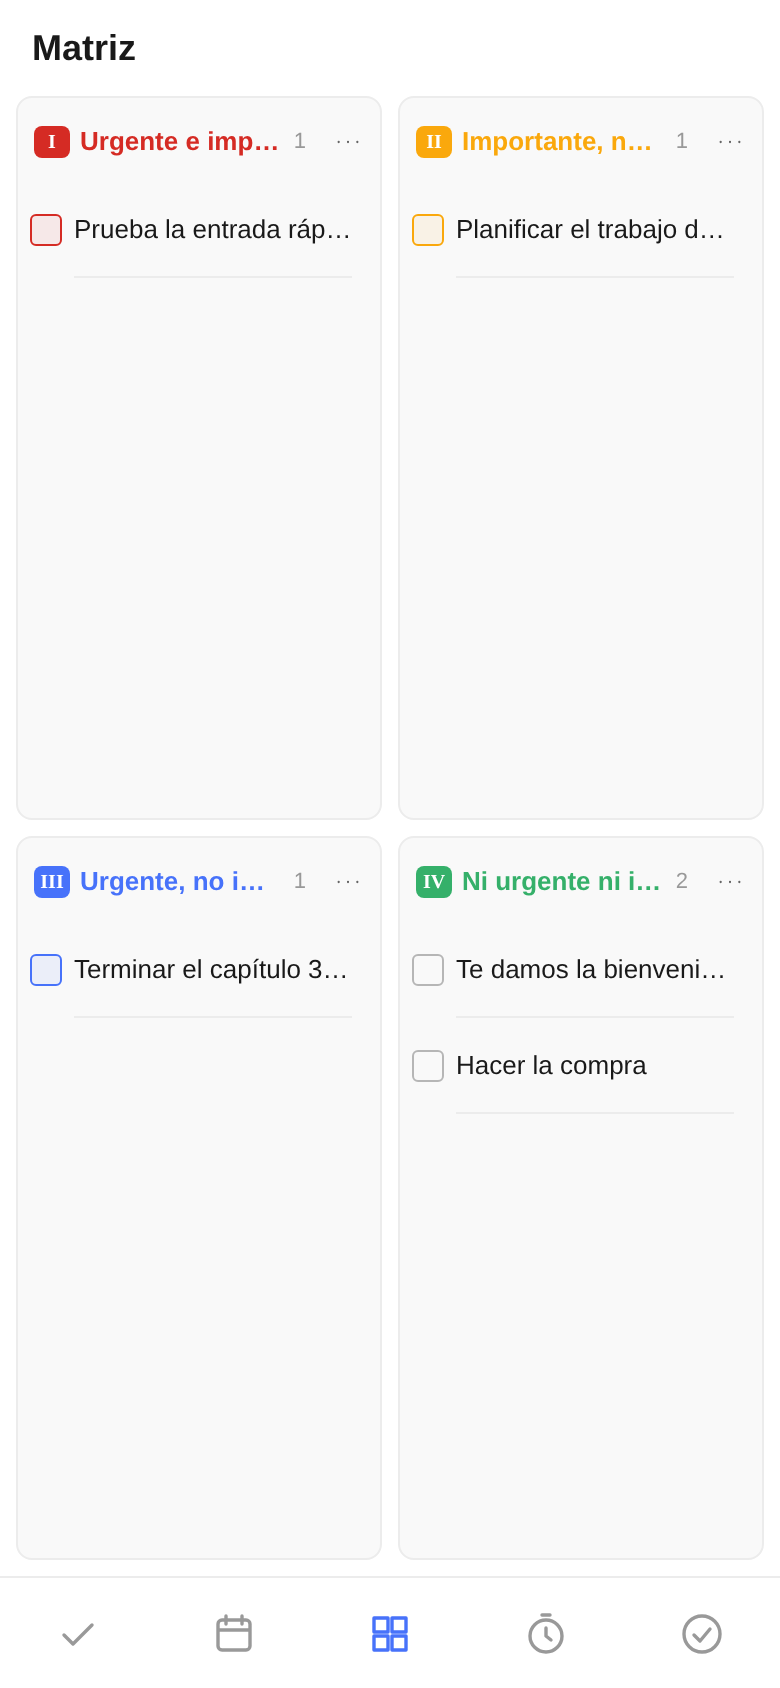 Matriz
I Urgente e imp… 1 ···
Prueba la entrada ráp…
II Importante, n… 1 ···
Planificar el trabajo d…
III Urgente, no i… 1 ···
Terminar el capítulo 3…
IV Ni urgente ni i… 2 ···
Te damos la bienveni…
Hacer la compra